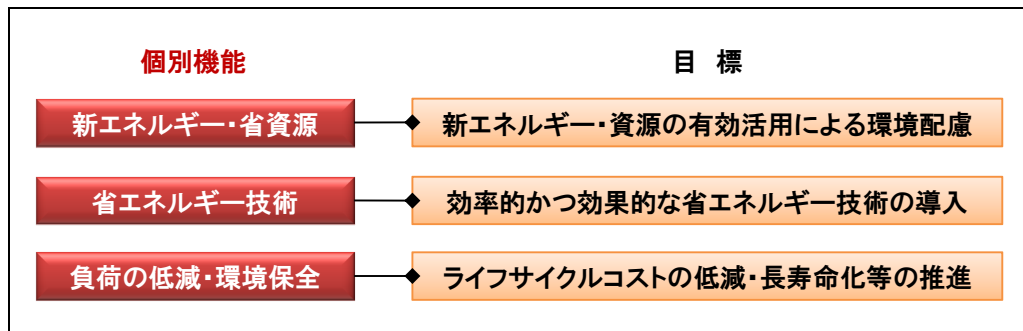 個別機能
目 標
新エネルギー・省資源
新エネルギー・資源の有効活用による環境配慮
省エネルギー技術
効率的かつ効果的な省エネルギー技術の導入
負荷の低減・環境保全
ライフサイクルコストの低減・長寿命化等の推進